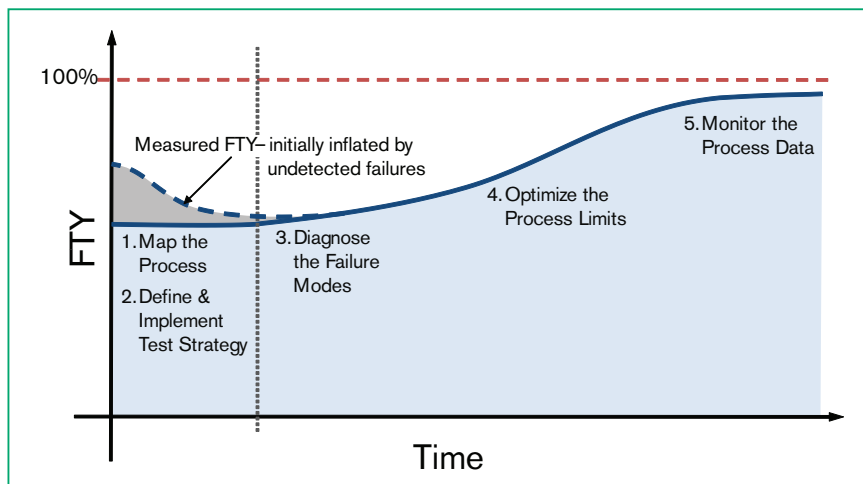 100%
Measured FTY– initially inflated by
undetected failures
FTY
1. Map the
Process
2. Define &
Implement
Test Strategy
3. Diagnose
the Failure
Modes
4. Optimize the
Process Limits
5. Monitor the
Process Data
Time